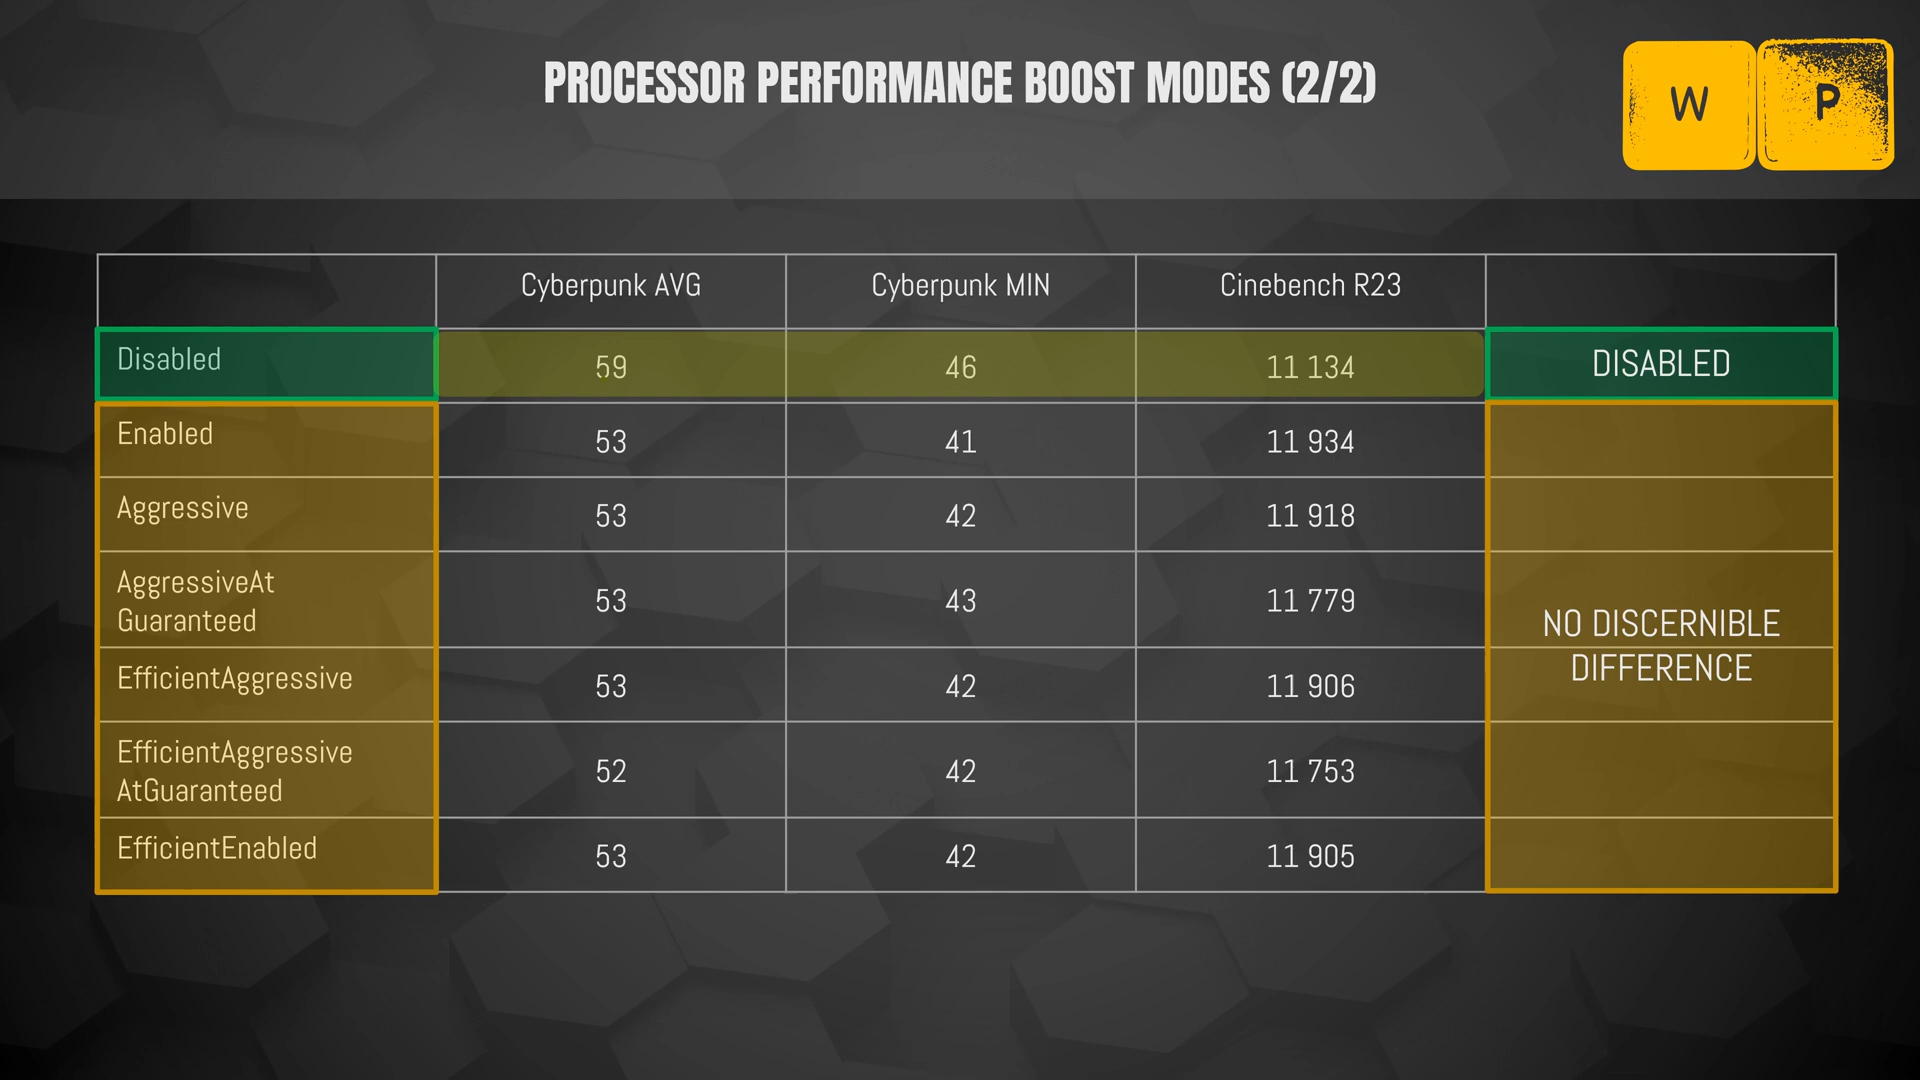 PROCESSOR PERFORMANCE BOOST MODES (2/2)
W P
Cyberpunk AVG Cyberpunk MIN Cinebench R23
Disabled 59 46 11 134 DISABLED
Enabled 53 41 11 934
Aggressive 53 42 11 918
AggressiveAt
Guaranteed 53 43 11 779
NO DISCERNIBLE
DIFFERENCE
EfficientAggressive 53 42 11 906
EfficientAggressive
AtGuaranteed 52 42 11 753
EfficientEnabled 53 42 11 905